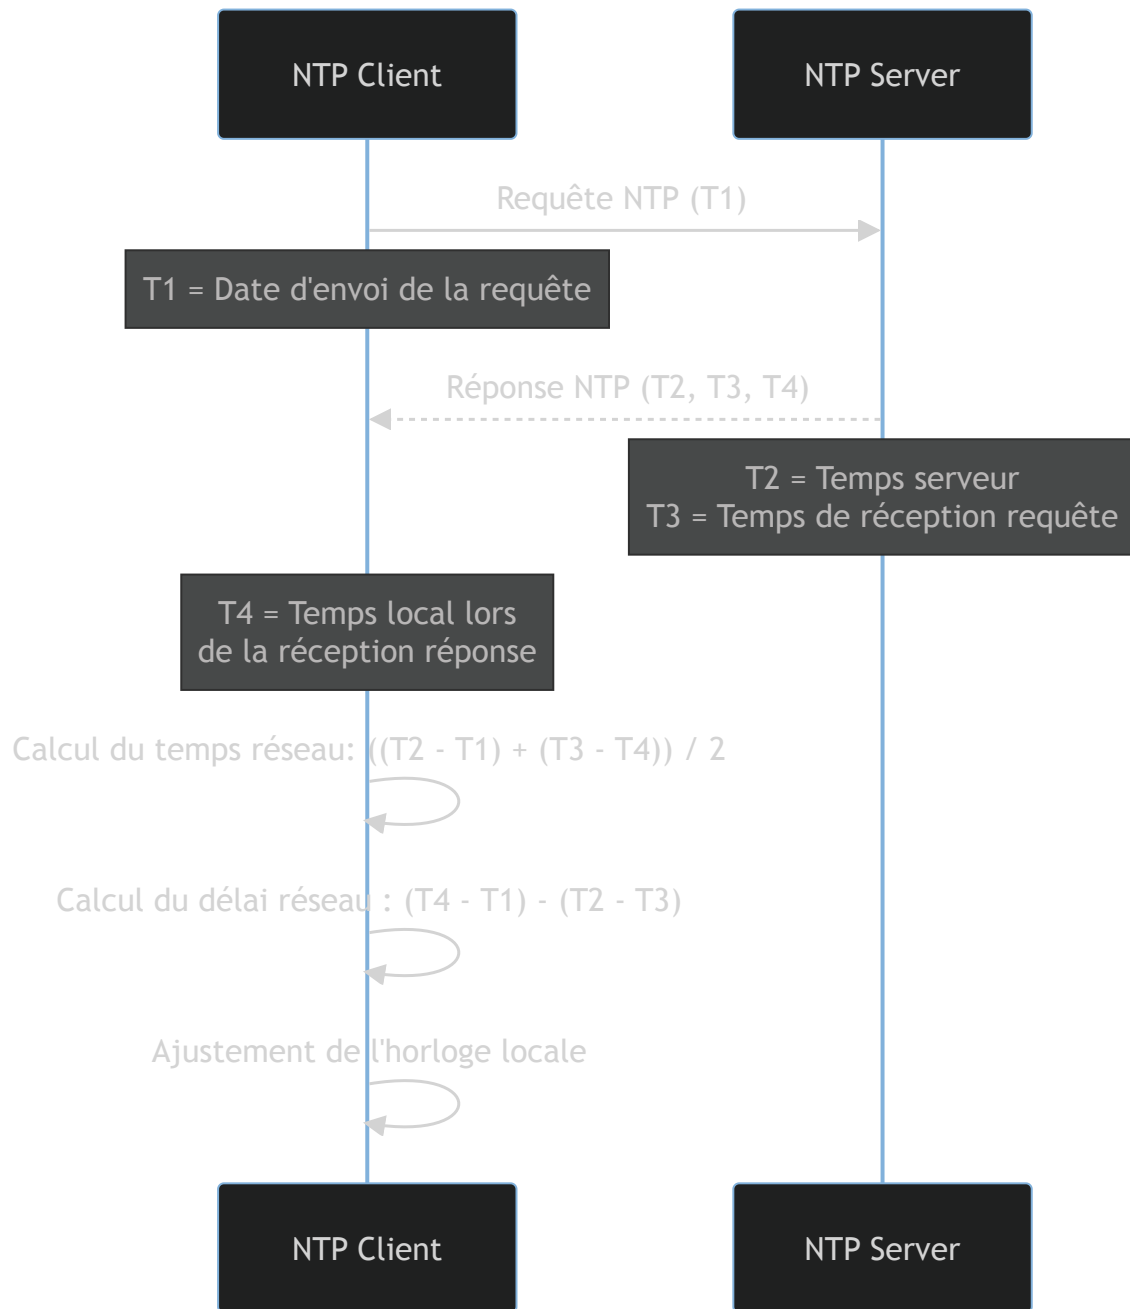 NTP Client
NTP Server
Requête NTP (T1)
T1 = Date d'envoi de la requête
Réponse NTP (T2, T3, T4)
T2 = Temps serveur
T3 = Temps de réception requête
T4 = Temps local lors
de la réception réponse
Calcul du temps réseau: ((T2 - T1) + (T3 - T4)) / 2
Calcul du délai réseau : (T4 - T1) - (T2 - T3)
Ajustement de l'horloge locale
NTP Client
NTP Server